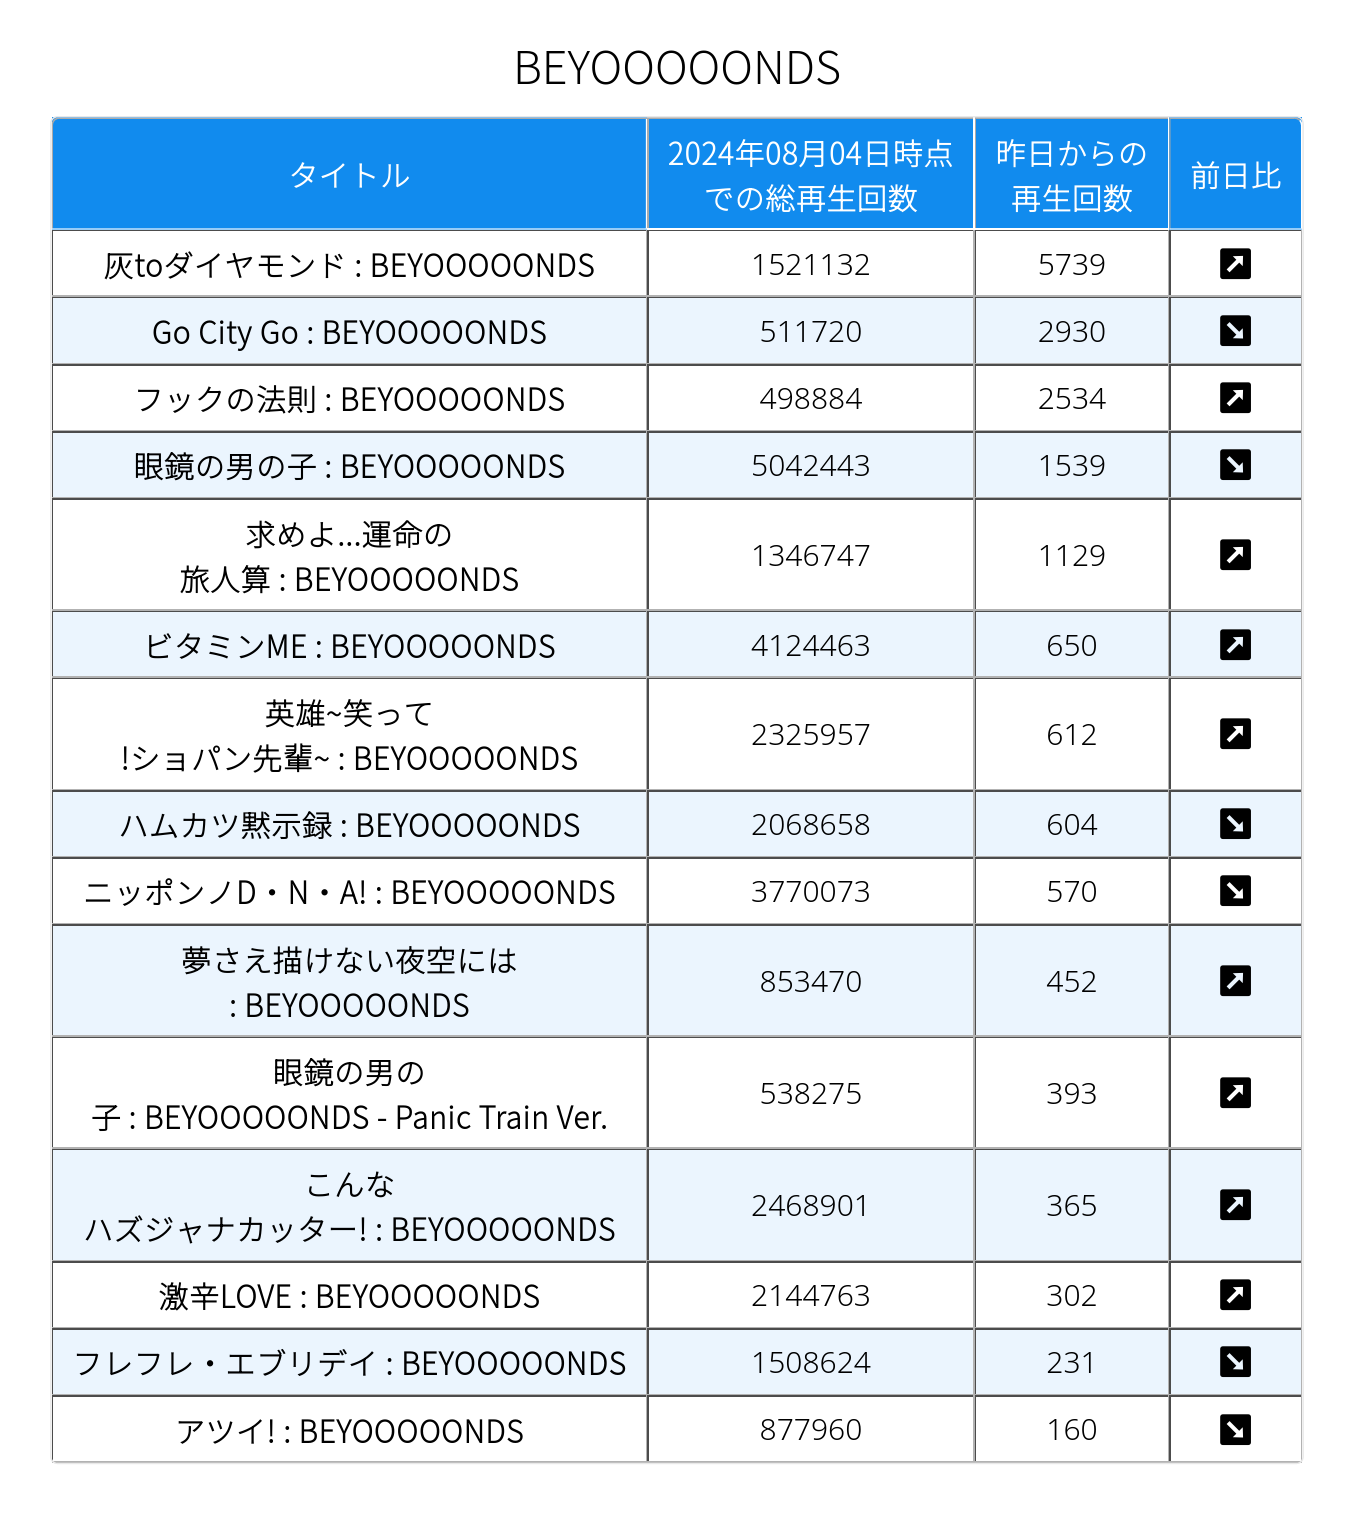 BEYOOOOONDS
タイトル
2024年08月04日時点
での総再生回数
昨日からの
再生回数
前日比
灰toダイヤモンド : BEYOOOOONDS
1521132
5739
Go City Go : BEYOOOOONDS
511720
2930
フックの法則 : BEYOOOOONDS
498884
2534
眼鏡の男の子 : BEYOOOOONDS
5042443
1539
求めよ...運命の
旅人算 : BEYOOOOONDS
1346747
1129
ビタミンME : BEYOOOOONDS
4124463
650
英雄~笑って
!ショパン先輩~ : BEYOOOOONDS
2325957
612
ハムカツ黙示録 : BEYOOOOONDS
2068658
604
ニッポンノD・N・A! : BEYOOOOONDS
3770073
570
夢さえ描けない夜空には
: BEYOOOOONDS
853470
452
眼鏡の男の
子 : BEYOOOOONDS - Panic Train Ver.
538275
393
こんな
ハズジャナカッター! : BEYOOOOONDS
2468901
365
激辛LOVE : BEYOOOOONDS
2144763
302
フレフレ・エブリデイ : BEYOOOOONDS
1508624
231
アツイ! : BEYOOOOONDS
877960
160